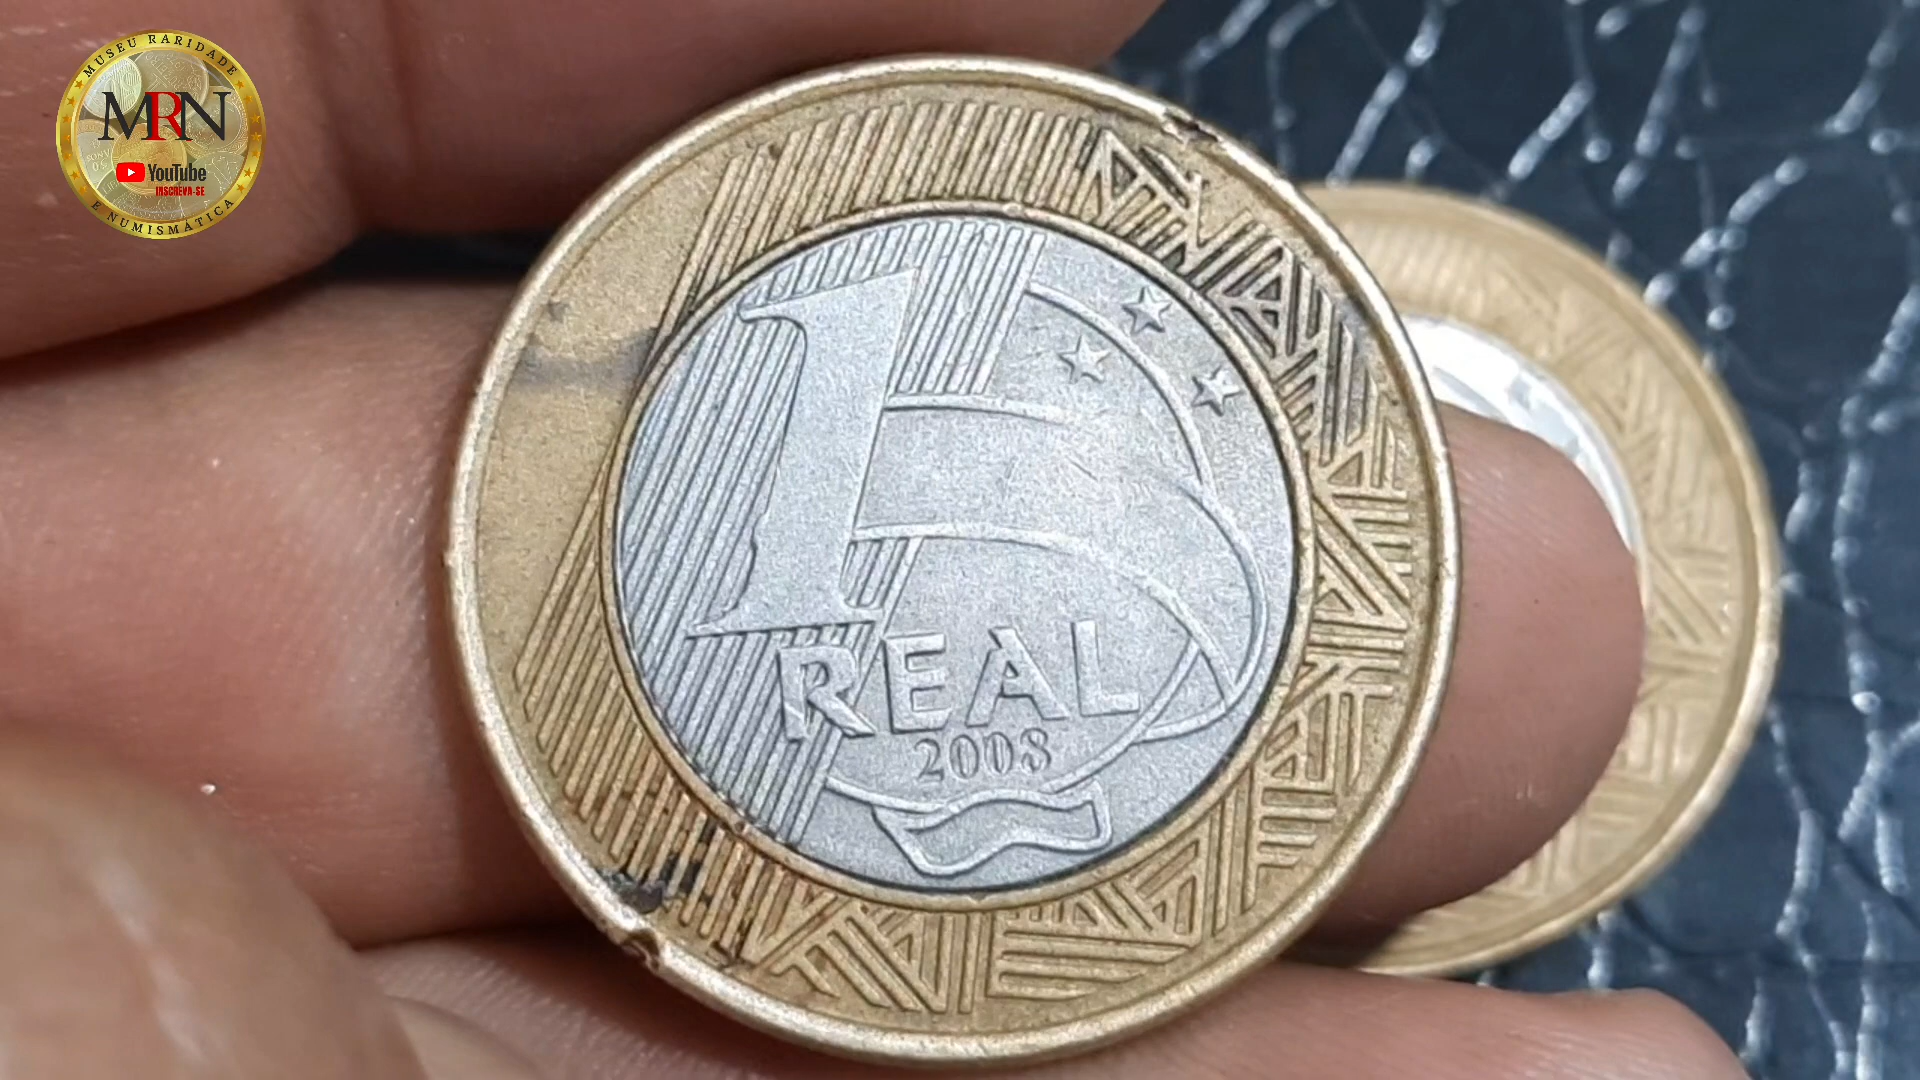 MUSEU RARIDADE
MRN
YouTube
INSCREVA-SE
E NUMISMÁTICA
1
REAL
2008